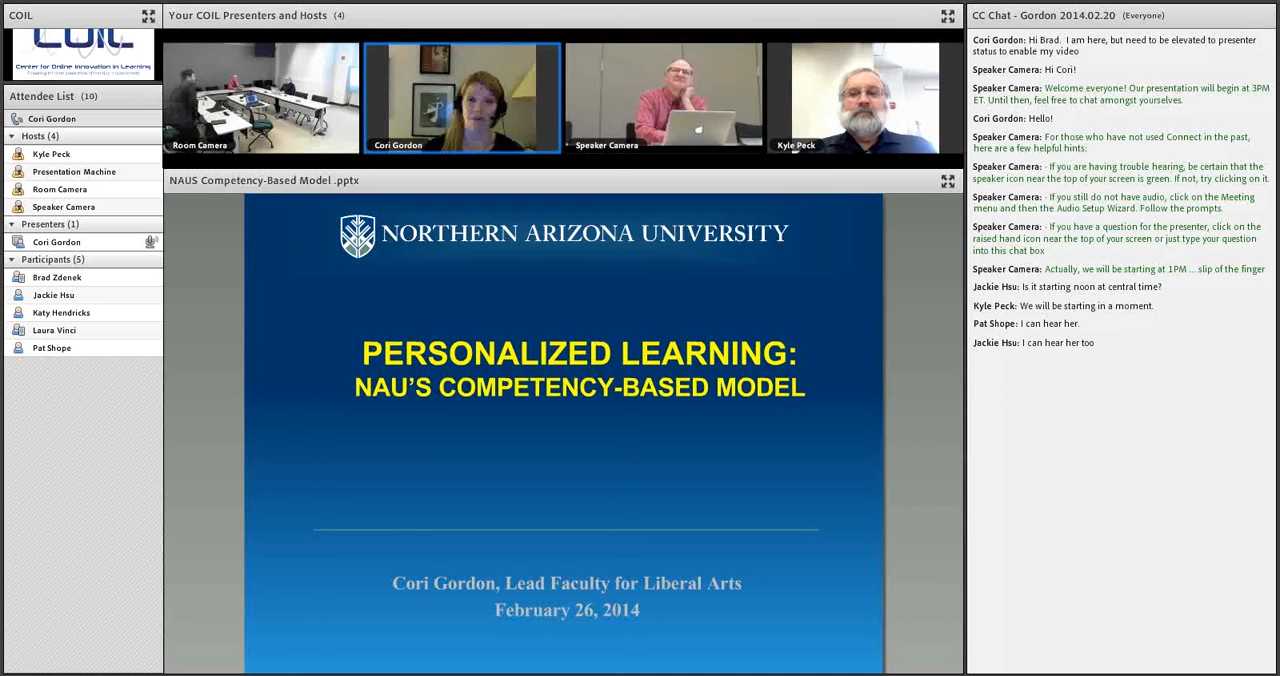 COIL
COIL
Center for Online Innovation in Learning
Attendee List (10)
Cori Gordon
Hosts (4)
Kyle Peck
Presentation Machine
Room Camera
Speaker Camera
Presenters (1)
Cori Gordon
Participants (5)
Brad Zdenek
Jackie Hsu
Katy Hendricks
Laura Vinci
Pat Shope
Your COIL Presenters and Hosts (4)
Room Camera
Cori Gordon
Speaker Camera
Kyle Peck
NAUS Competency-Based Model .pptx
NORTHERN ARIZONA UNIVERSITY
PERSONALIZED LEARNING:
NAU'S COMPETENCY-BASED MODEL
Cori Gordon, Lead Faculty for Liberal Arts
February 26, 2014
CC Chat - Gordon 2014.02.20 (Everyone)
Cori Gordon: Hi Brad. I am here, but need to be elevated to presenter
status to enable my video
Speaker Camera: Hi Cori!
Speaker Camera: Welcome everyone! Our presentation will begin at 3PM
ET. Until then, feel free to chat amongst yourselves.
Cori Gordon: Hello!
Speaker Camera: For those who have not used Connect in the past,
here are a few helpful hints:
Speaker Camera: · If you are having trouble hearing, be certain that the
speaker icon near the top of your screen is green. If not, try clicking on it.
Speaker Camera: · If you still do not have audio, click on the Meeting
menu and then the Audio Setup Wizard. Follow the prompts.
Speaker Camera: · If you have a question for the presenter, click on the
raised hand icon near the top of your screen or just type your question
into this chat box
Speaker Camera: Actually, we will be starting at 1PM ... slip of the finger
Jackie Hsu: Is it starting noon at central time?
Kyle Peck: We will be starting in a moment.
Pat Shope: I can hear her.
Jackie Hsu: I can hear her too